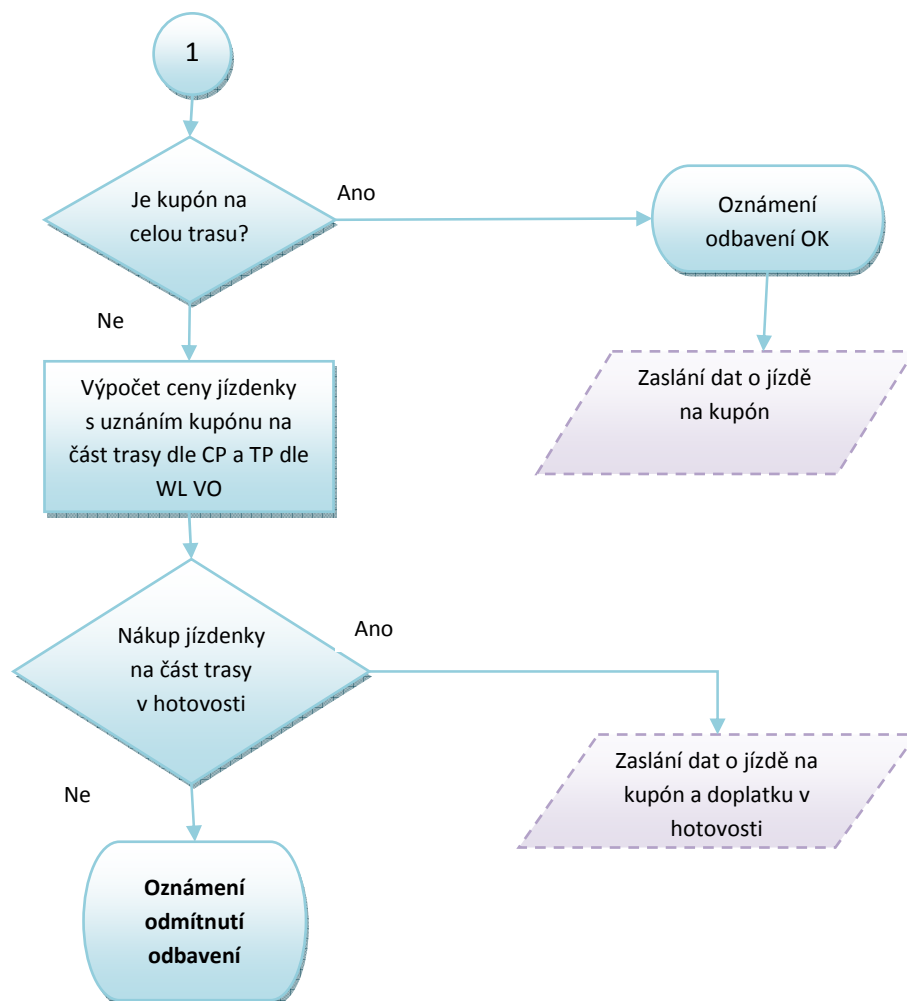 1
Je kupón na
celou trasu?
Ano
Oznámení
odbavení OK
Ne
Zaslání dat o jízdě
na kupón
Výpočet ceny jízdenky
s uznáním kupónu na
část trasy dle CP a TP dle
WL VO
Nákup jízdenky
na část trasy
v hotovosti
Ano
Zaslání dat o jízdě na
kupón a doplatku v
hotovosti
Ne
Oznámení
odmítnutí
odbavení